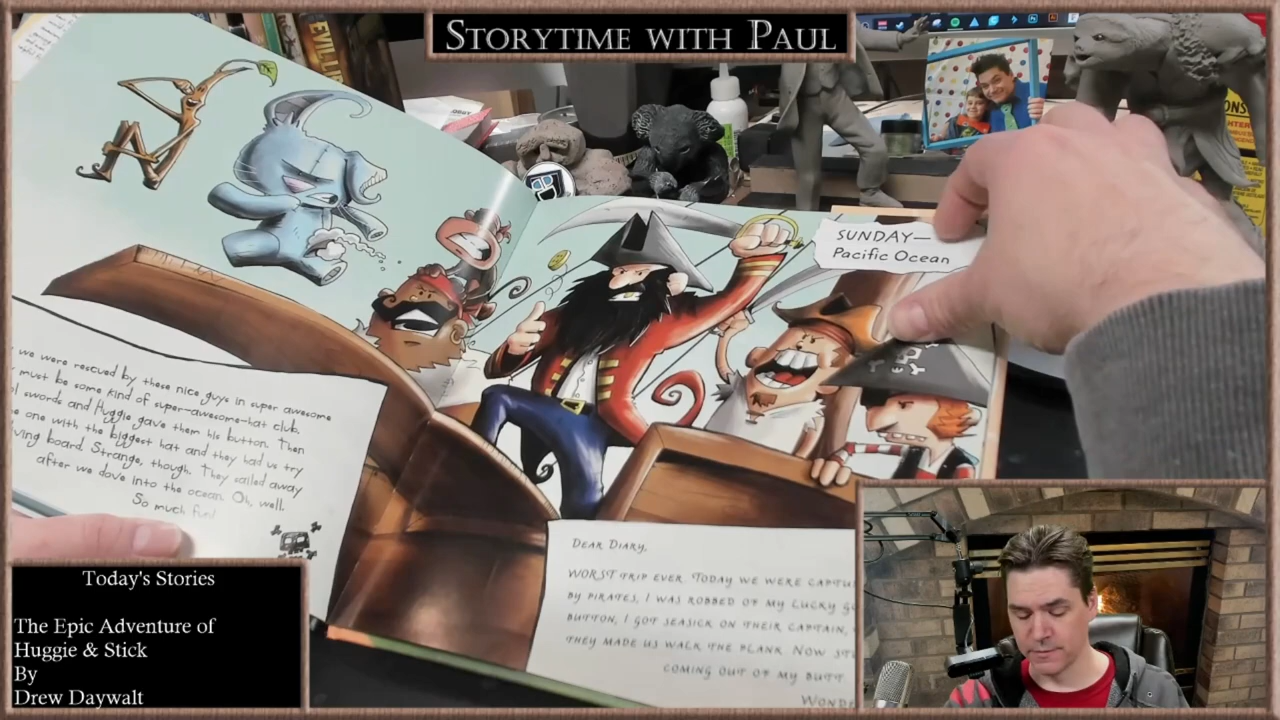 STORYTIME WITH PAUL
EVIL
SUNDAY—
Pacific Ocean
we were rescued by these nice guys in super awesome
must be some kind of super-awesome-hat club.
swords and Huggie gave them his button. Then
one with the biggest hat and they had us try
board. Strange, though. They sailed away
after we dove into the ocean. Oh, well.
So much fun!
DEAR DIARY,
WORST TRIP EVER. TODAY WE WERE
BY PIRATES, I WAS ROBBED OF MY LUCKY
BUTTON, I GOT SEASICK ON THEIR CAPTAIN,
THEY MADE US WALK THE PLANK. NOW
COMING OUT OF MY BUTT.
Today's Stories
The Epic Adventure of
Huggie & Stick
By
Drew Daywalt